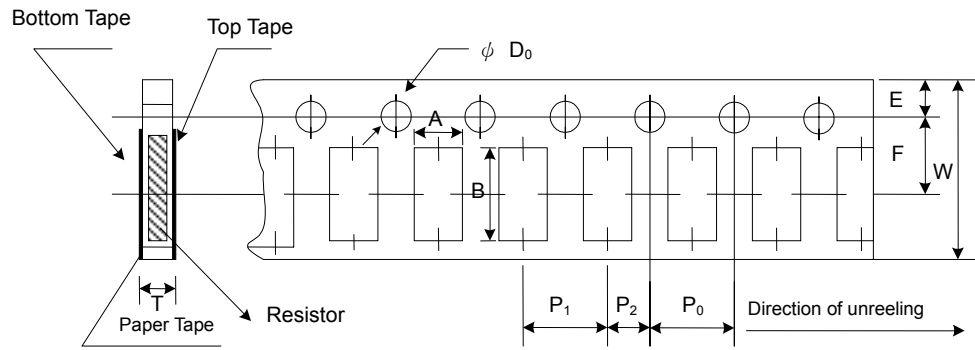 Bottom Tape
Top Tape
ψ D₀
E
A
F
W
B
T
P₁
P₂
P₀
Direction of unreeling
Resistor
Paper Tape